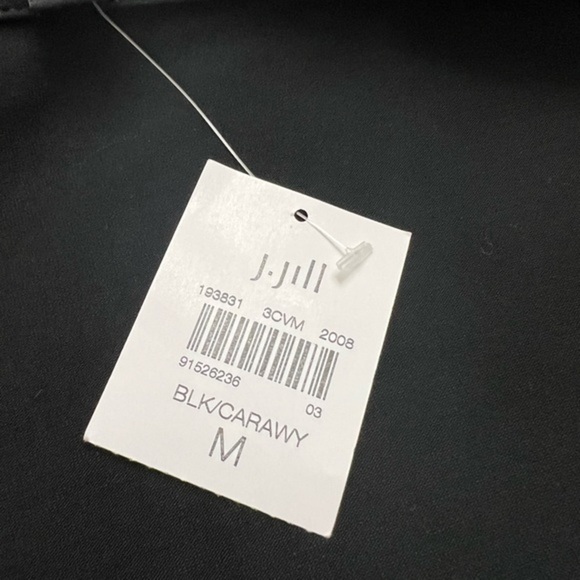 J.Jill
193831 3CVM 2008
91526236 03
BLK/CARAWY
M